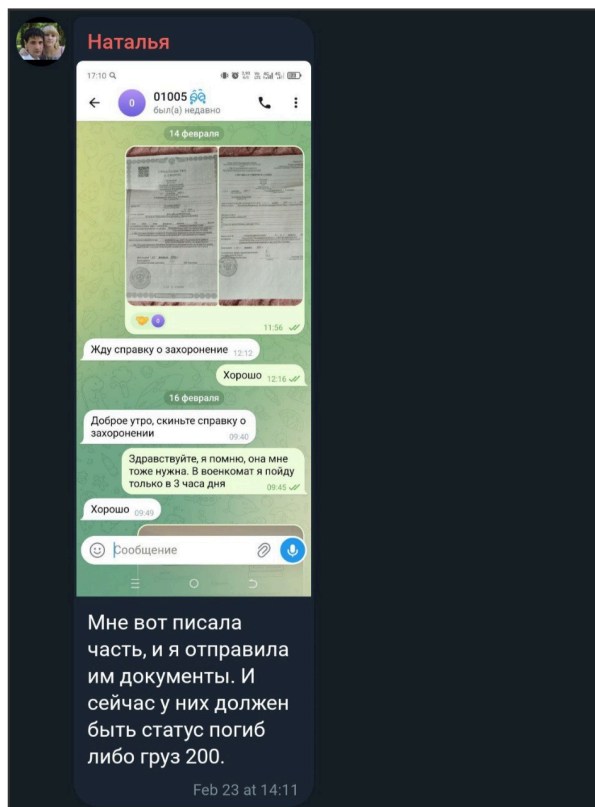 Наталья
17:10
01005
был(а) недавно
14 февраля
11:56
Жду справку о захоронение 12:12
Хорошо 12:16
16 февраля
Доброе утро, скиньте справку о
захоронении 09:40
Здравствуйте, я помню, она мне
тоже нужна. В военкомат я пойду
только в 3 часа дня 09:45
Хорошо 09:49
Сообщение
Мне вот писала
часть, и я отправила
им документы. И
сейчас у них должен
быть статус погиб
либо груз 200.
Feb 23 at 14:11